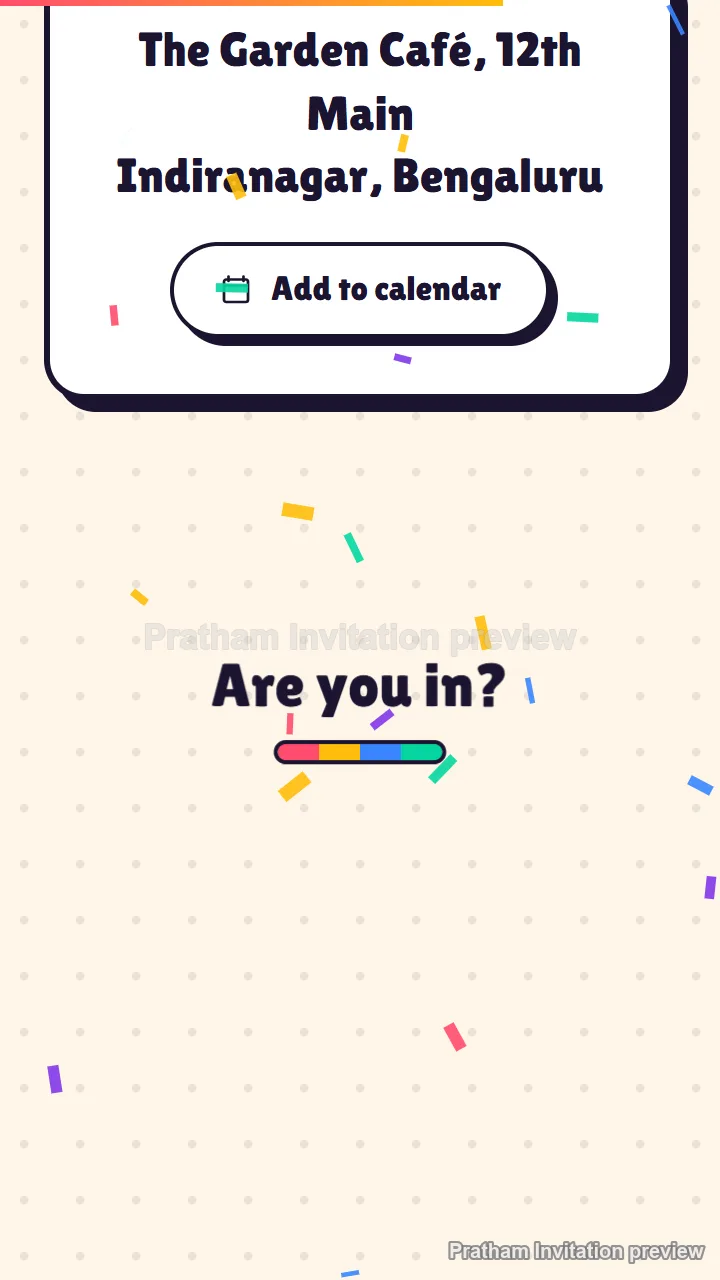 The Garden Café, 12th
Main
Indiranagar, Bengaluru
Add to calendar
Pratham Invitation preview
Are you in?
Pratham Invitation preview